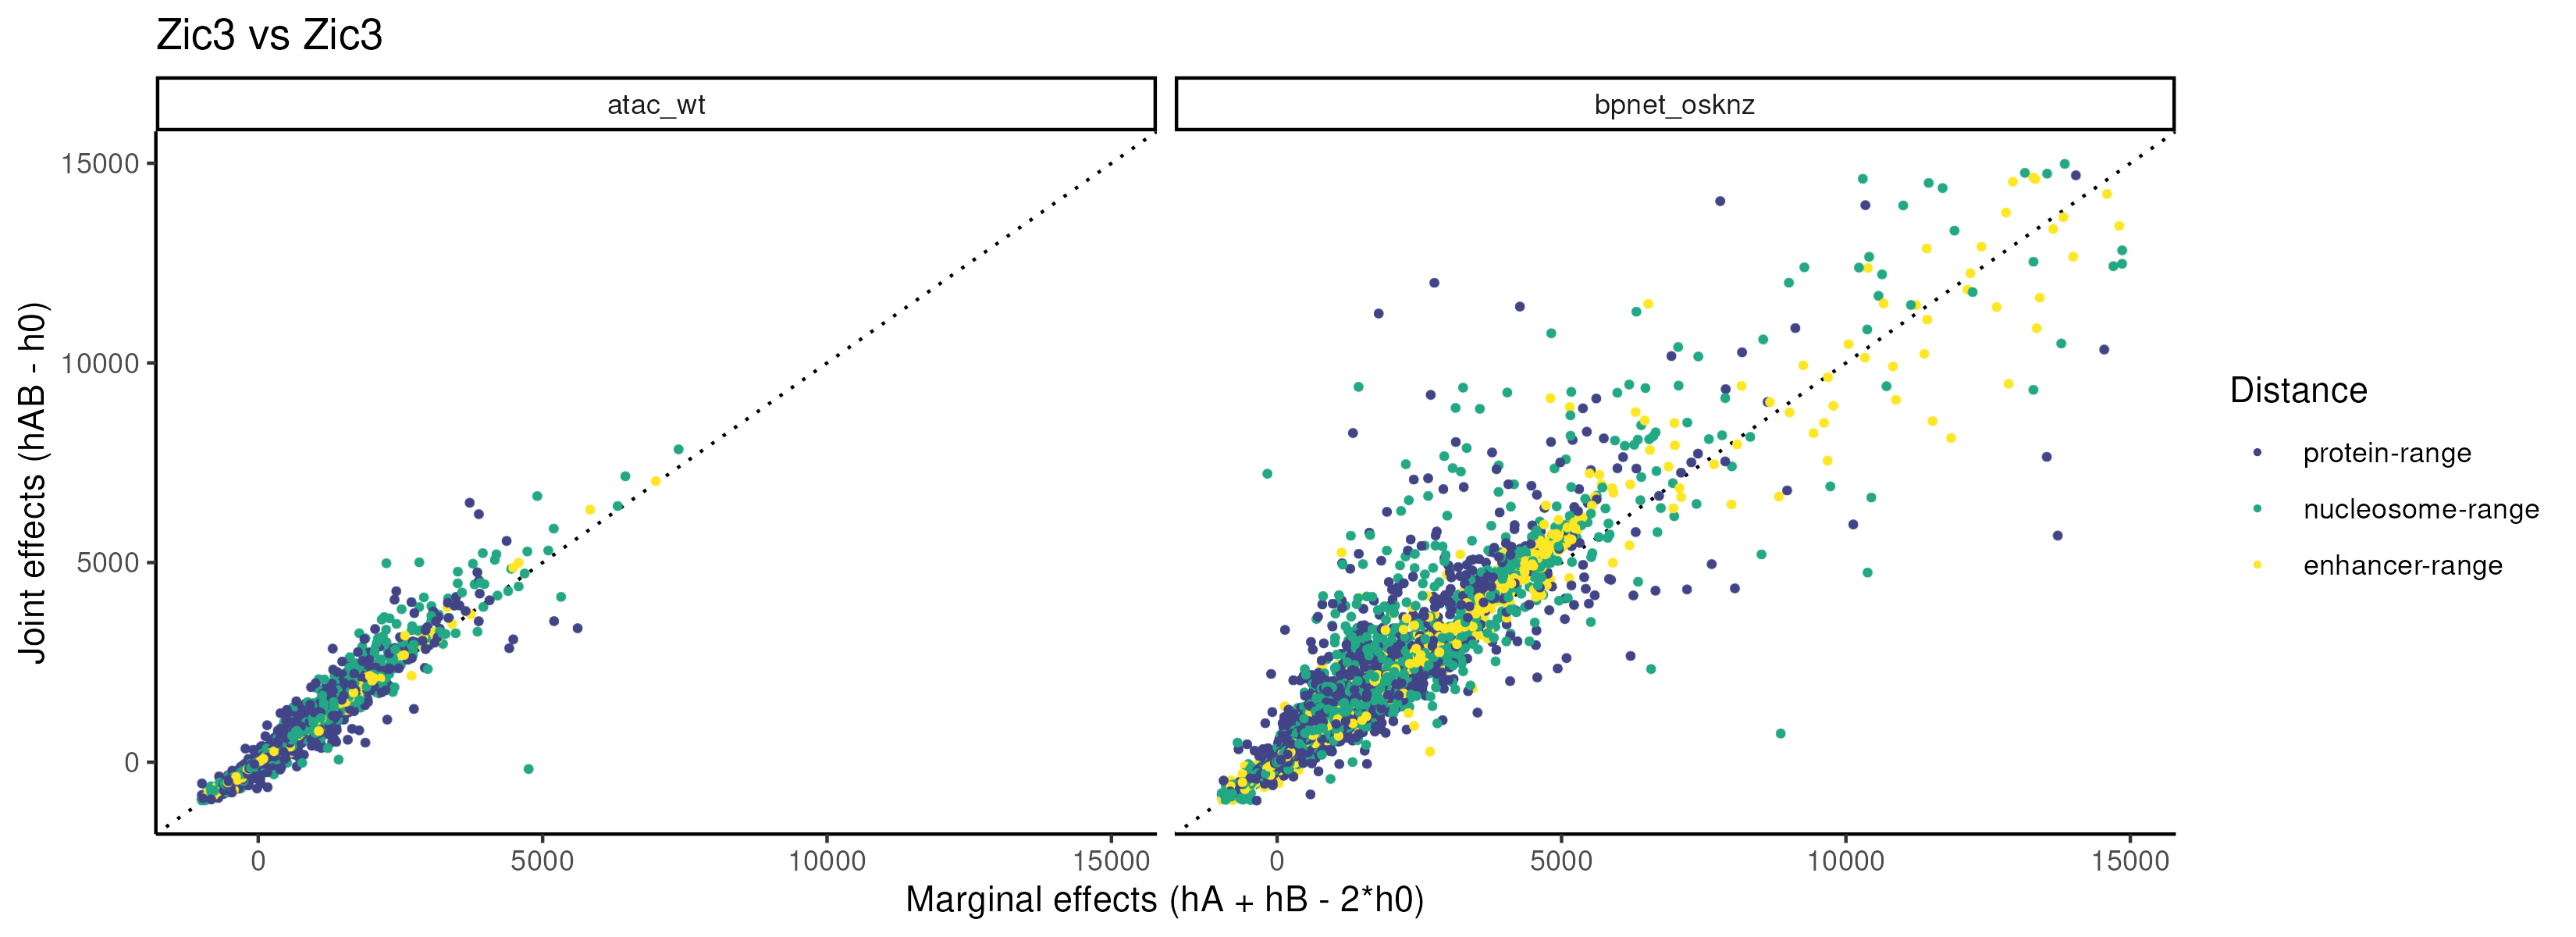 Zic3 vs Zic3
atac_wt
bpnet_osknz
Joint effects (hAB - h0)
15000
10000
5000
0
0
5000
10000
15000
0
5000
10000
15000
Marginal effects (hA + hB - 2*h0)
Distance
protein-range
nucleosome-range
enhancer-range